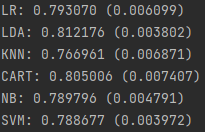 LR: 0.793070 (0.006099)
LDA: 0.812176 (0.003802)
KNN: 0.766961 (0.006871)
CART: 0.805006 (0.007407)
NB: 0.789796 (0.004791)
SVM: 0.788677 (0.003972)